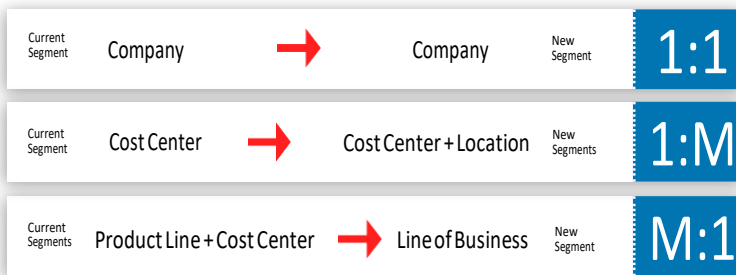 Current
Segment
Company
Company
New
Segment
1:1
Current
Segment
Cost Center
Cost Center + Location
New
Segments
1:M
Current
Segments
Product Line + Cost Center
Line of Business
New
Segment
M:1